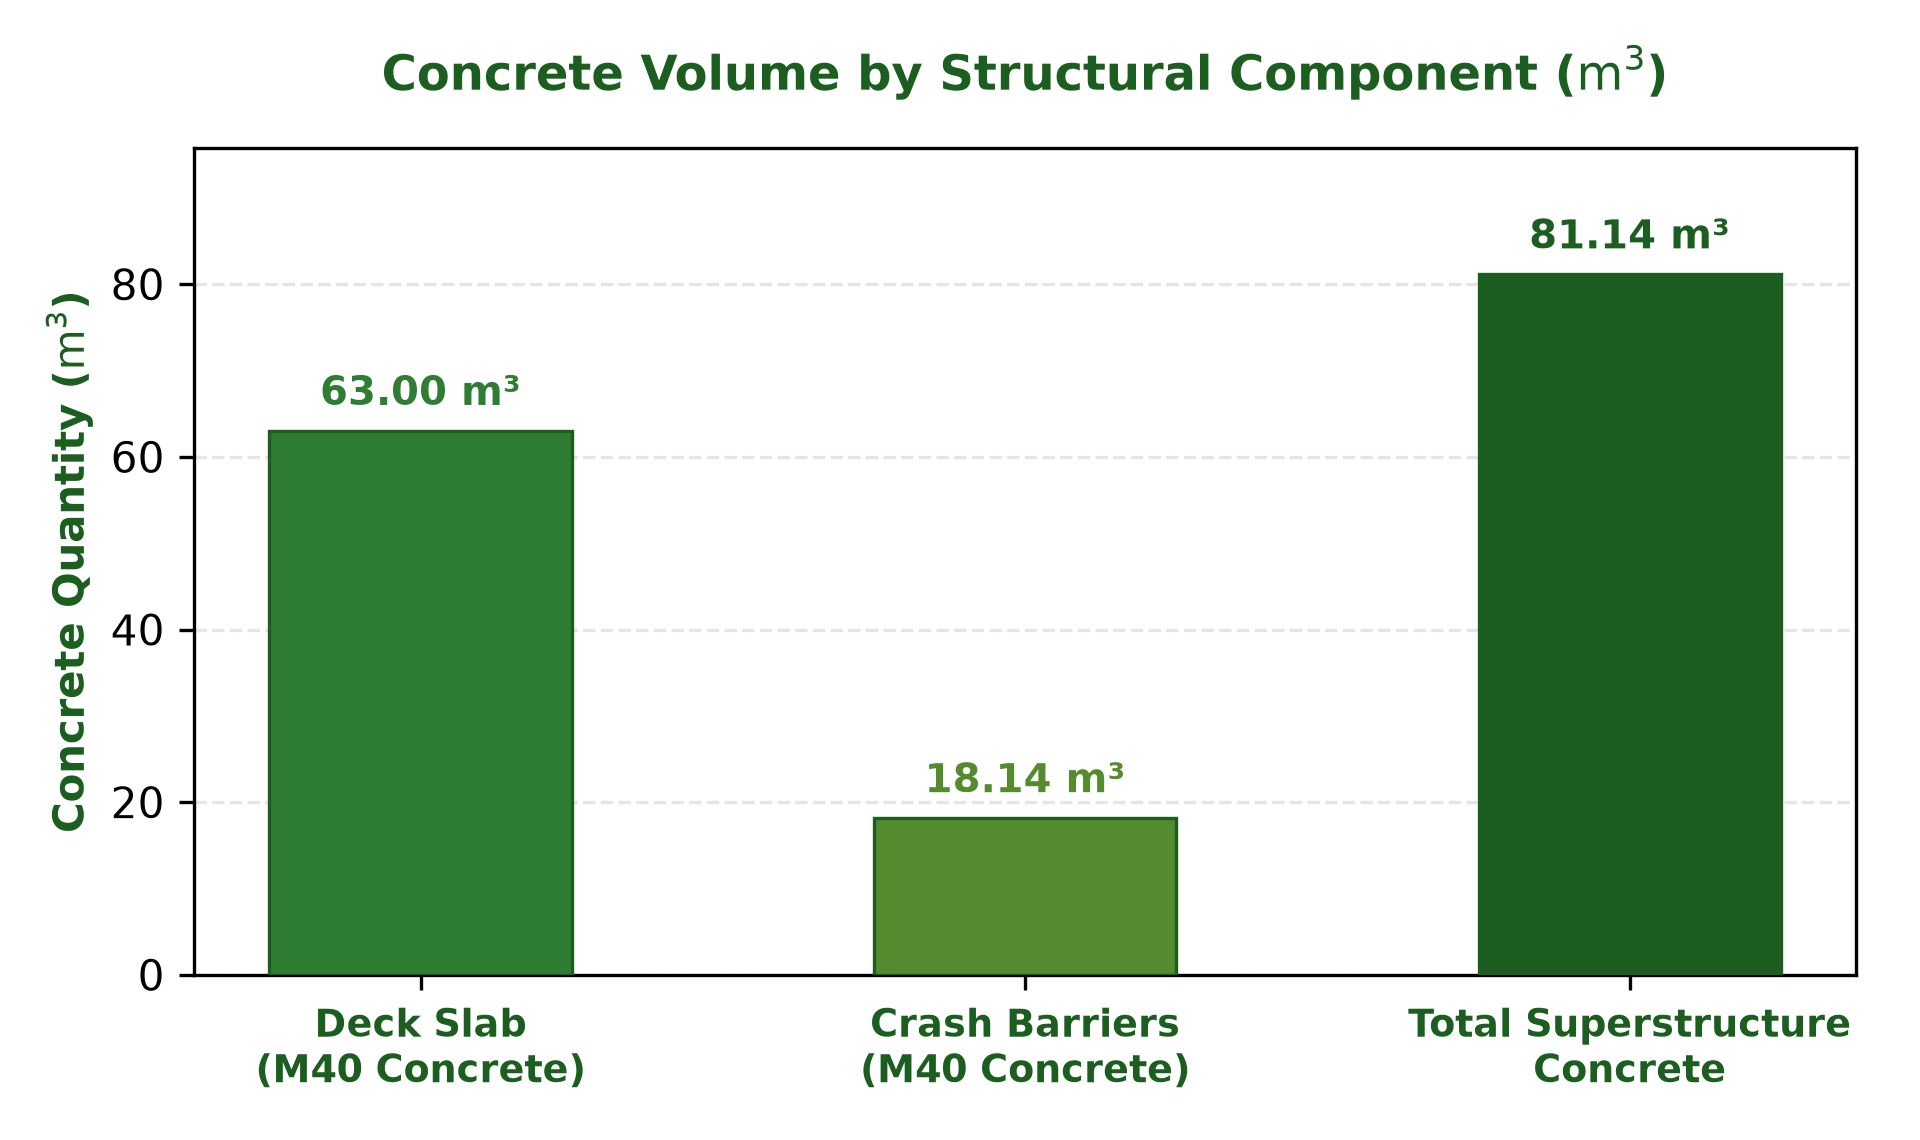 Concrete Volume by Structural Component (m³)
Concrete Quantity (m³)
80
60
40
20
0
63.00 m³
18.14 m³
81.14 m³
Deck Slab
(M40 Concrete)
Crash Barriers
(M40 Concrete)
Total Superstructure
Concrete